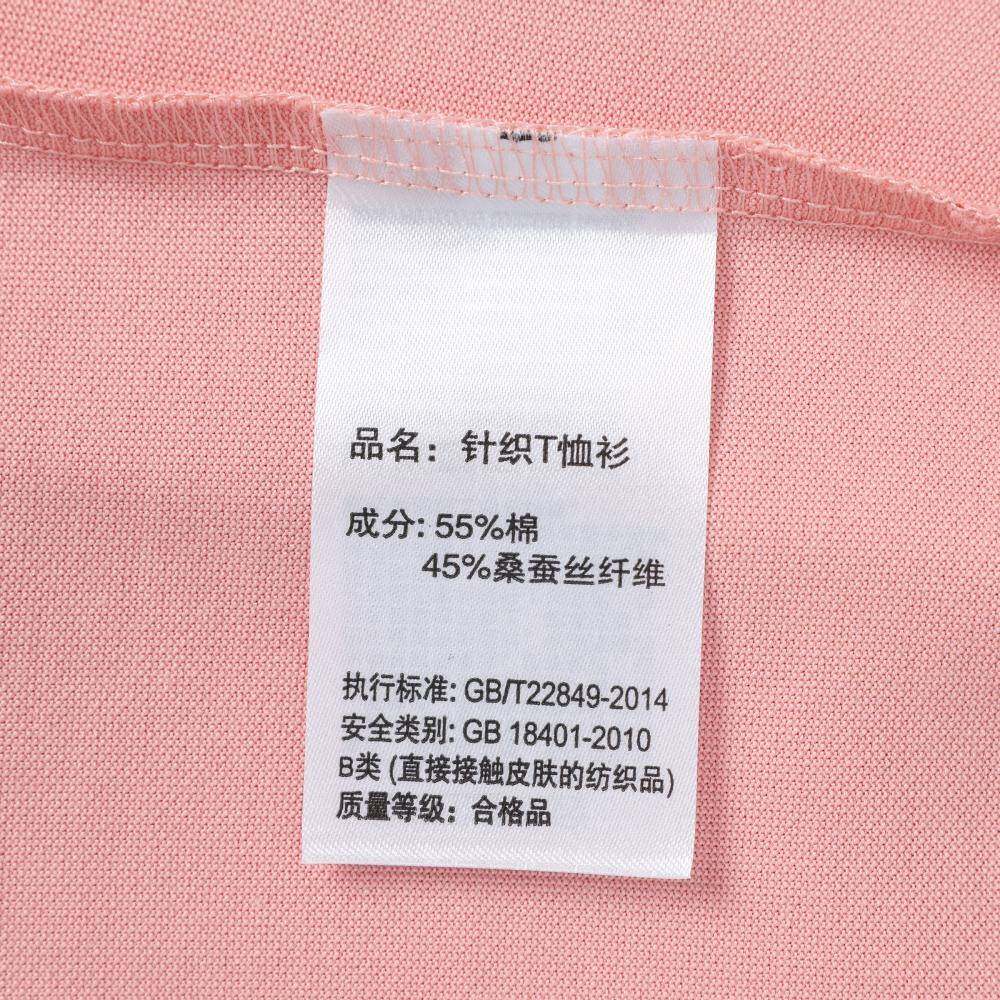 品名：针织T恤衫
成分: 55%棉
45%桑蚕丝纤维
执行标准: GB/T22849-2014
安全类别: GB 18401-2010
B类 (直接接触皮肤的纺织品)
质量等级：合格品